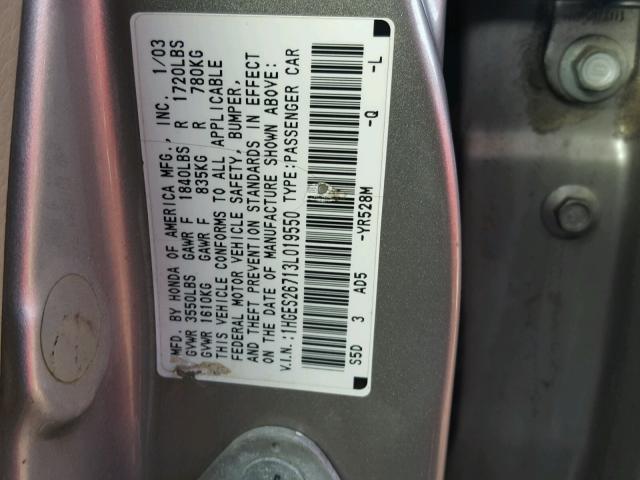 MFD. BY HONDA OF AMERICA MFG., INC. 1/03
GVWR 3550LBS GAWR F 1840LBS R 1720LBS
GVWR 1610KG GAWR F 835KG R 780KG
THIS VEHICLE CONFORMS TO ALL APPLICABLE
FEDERAL MOTOR VEHICLE SAFETY, BUMPER,
AND THEFT PREVENTION STANDARDS IN EFFECT
ON THE DATE OF MANUFACTURE SHOWN ABOVE:
V.I.N.:1HGES26713L019550 TYPE:PASSENGER CAR
S5D 3 AD5 -YR528M -Q -L